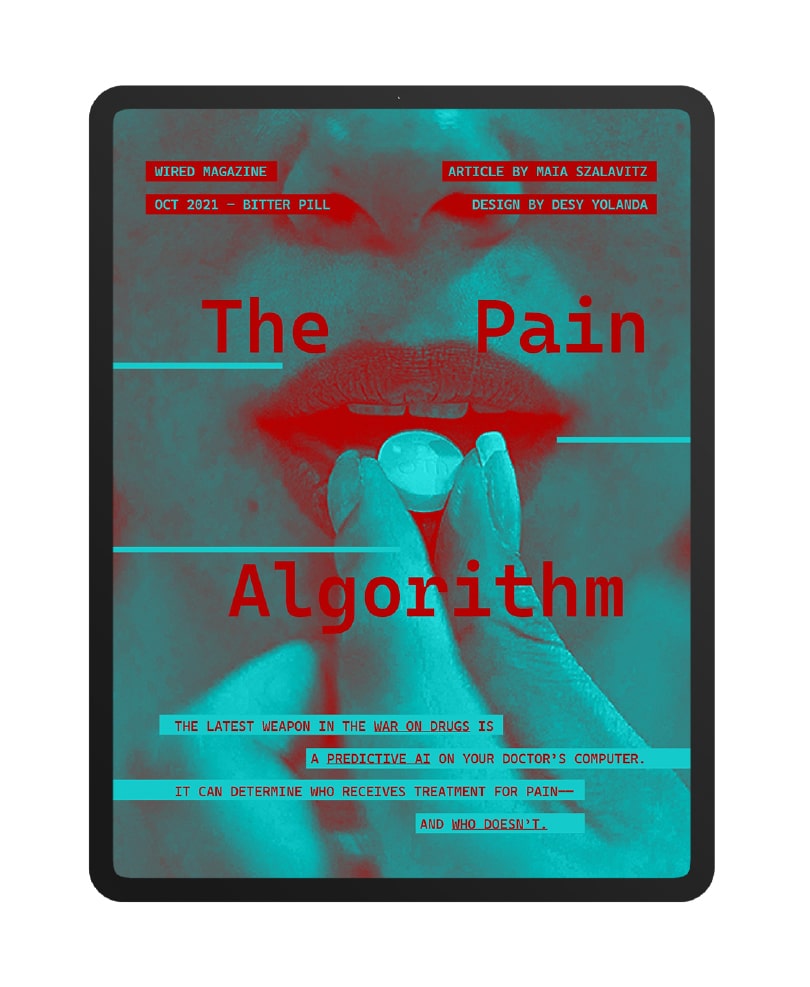 WIRED MAGAZINE
ARTICLE BY MAIA SZALAVITZ
OCT 2021 – BITTER PILL
DESIGN BY DESY YOLANDA
The Pain
Algorithm
THE LATEST WEAPON IN THE WAR ON DRUGS IS
A PREDICTIVE AI ON YOUR DOCTOR'S COMPUTER.
IT CAN DETERMINE WHO RECEIVES TREATMENT FOR PAIN——
AND WHO DOESN'T.